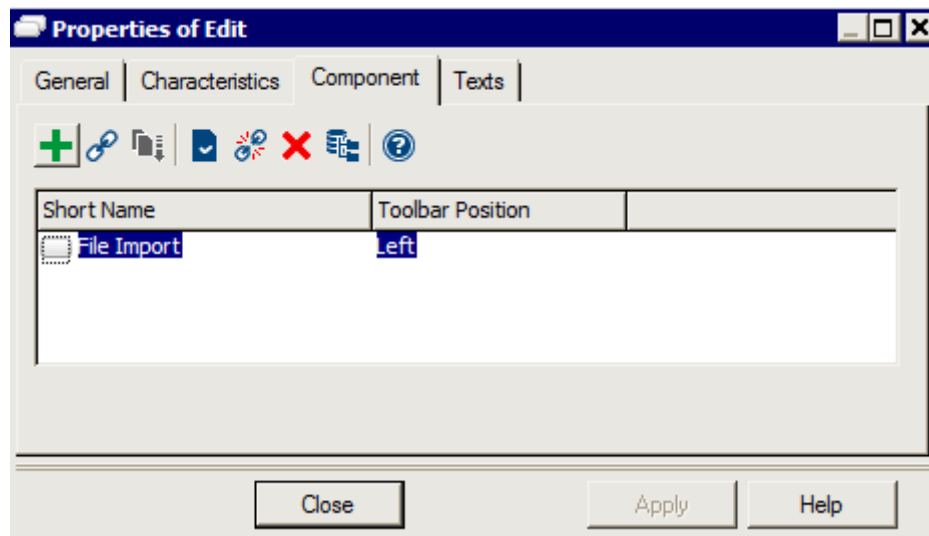 Properties of Edit
General Characteristics Component Texts
Short Name Toolbar Position
File Import Left
Close Apply Help